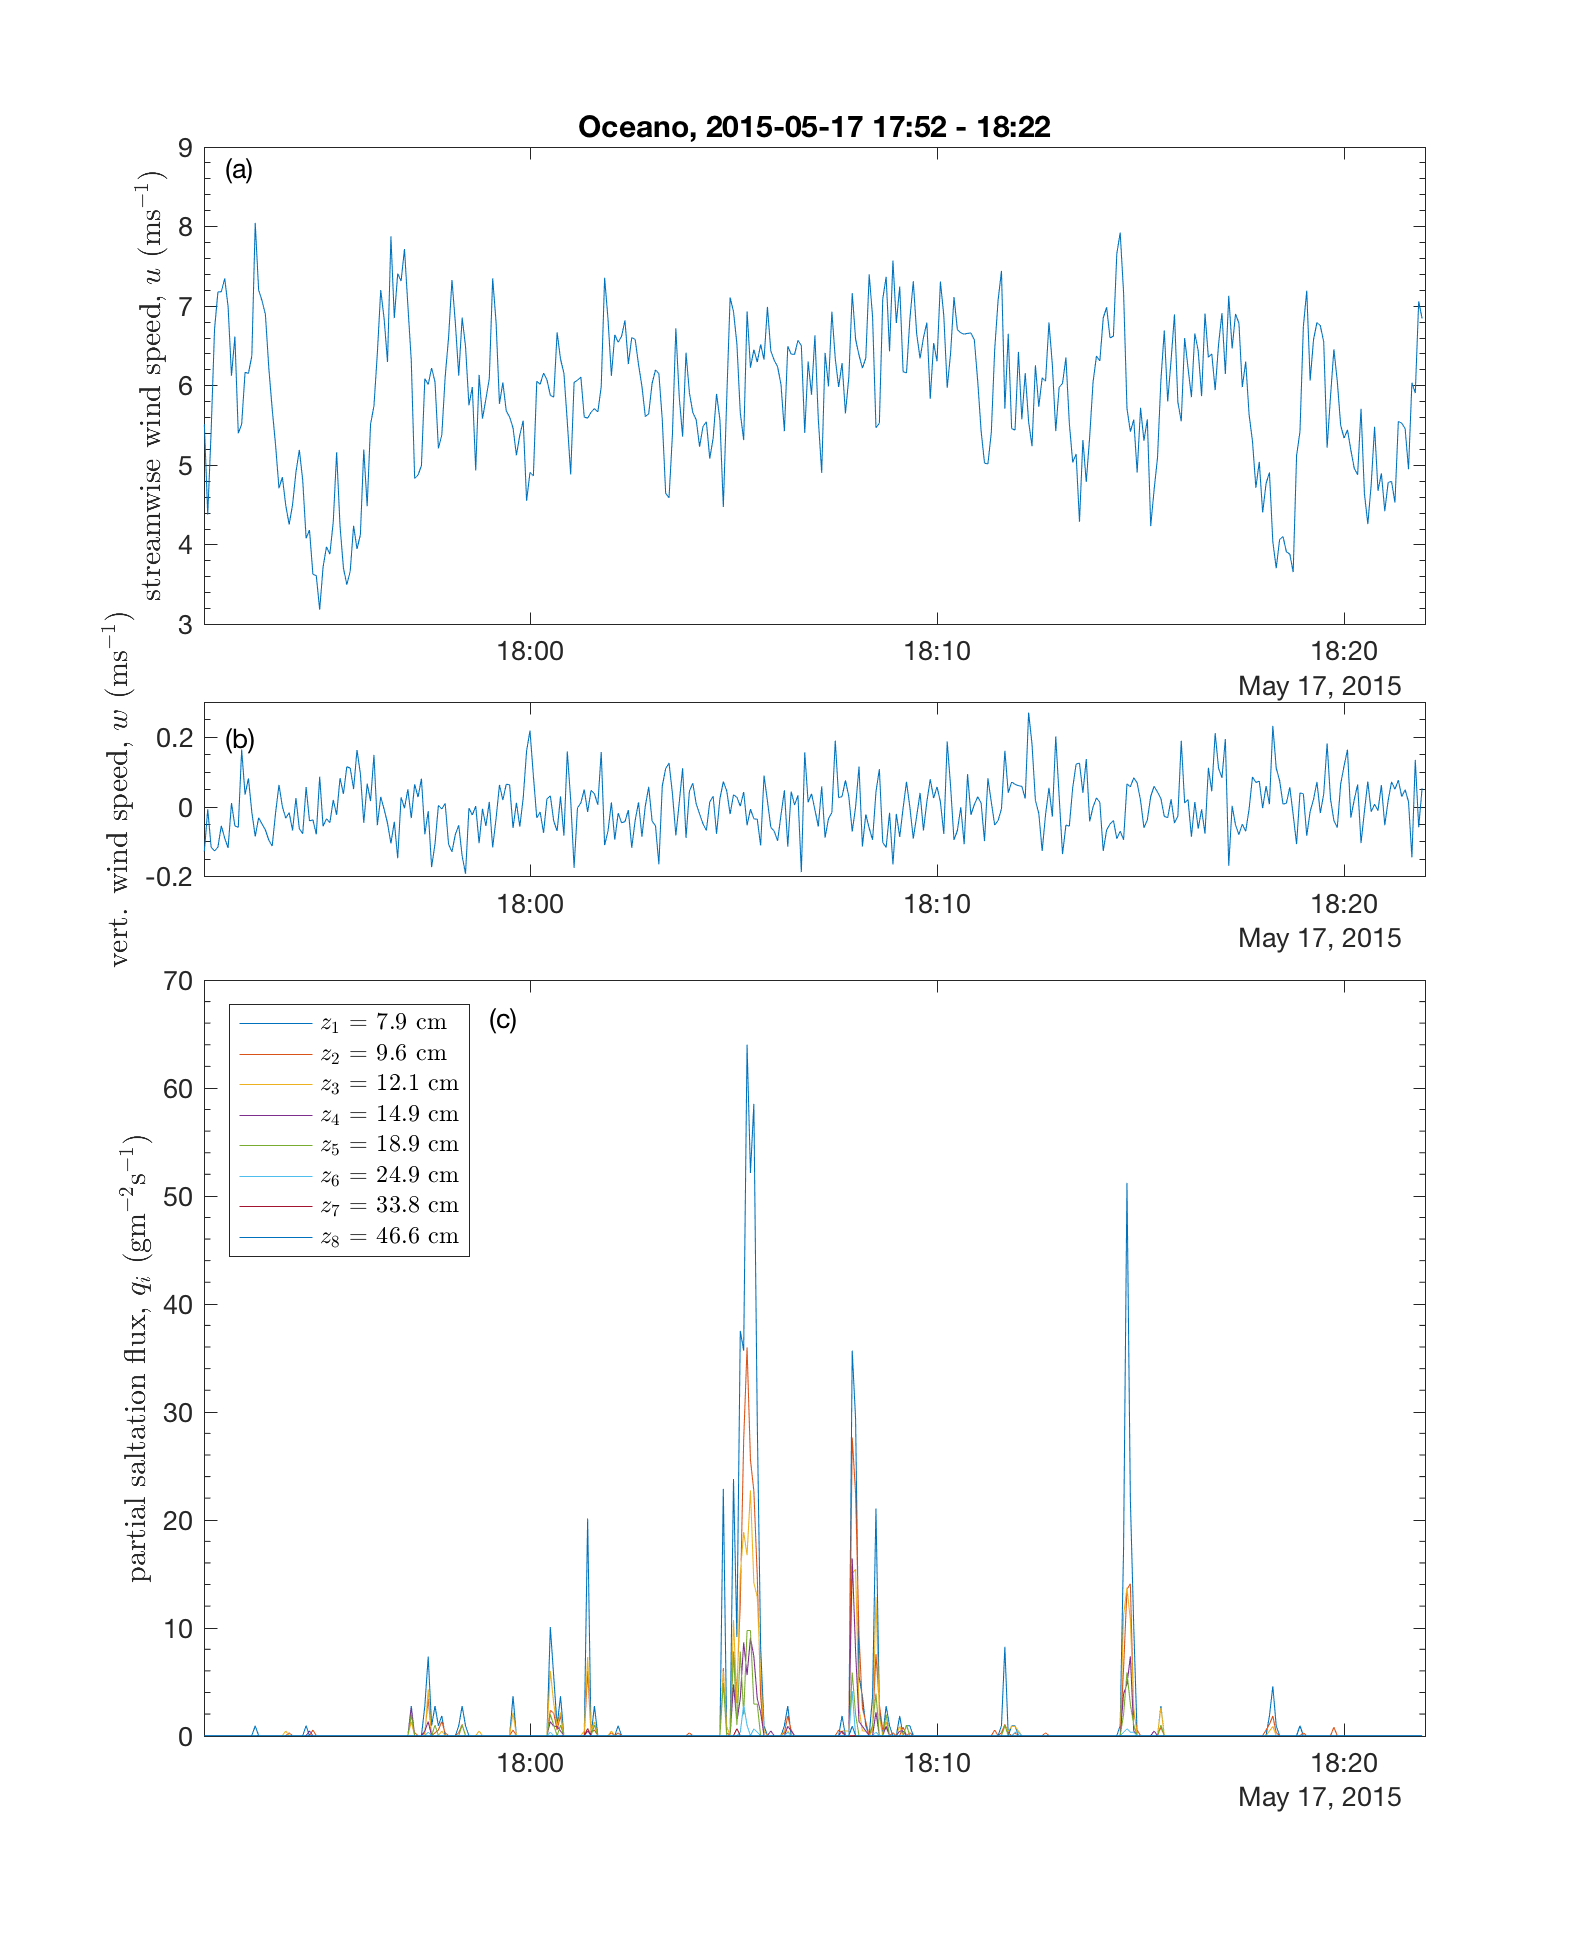 Oceano, 2015-05-17 17:52 - 18:22
(a)
streamwise wind speed, u (ms⁻¹)
9
8
7
6
5
4
3
18:00 18:10 18:20
May 17, 2015
(b)
vert. wind speed, w (ms⁻¹)
0.2
0
-0.2
18:00 18:10 18:20
May 17, 2015
(c)
partial saltation flux, qᵢ (gm⁻²s⁻¹)
70
60
50
40
30
20
10
0
z₁ = 7.9 cm
z₂ = 9.6 cm
z₃ = 12.1 cm
z₄ = 14.9 cm
z₅ = 18.9 cm
z₆ = 24.9 cm
z₇ = 33.8 cm
z₈ = 46.6 cm
18:00 18:10 18:20
May 17, 2015